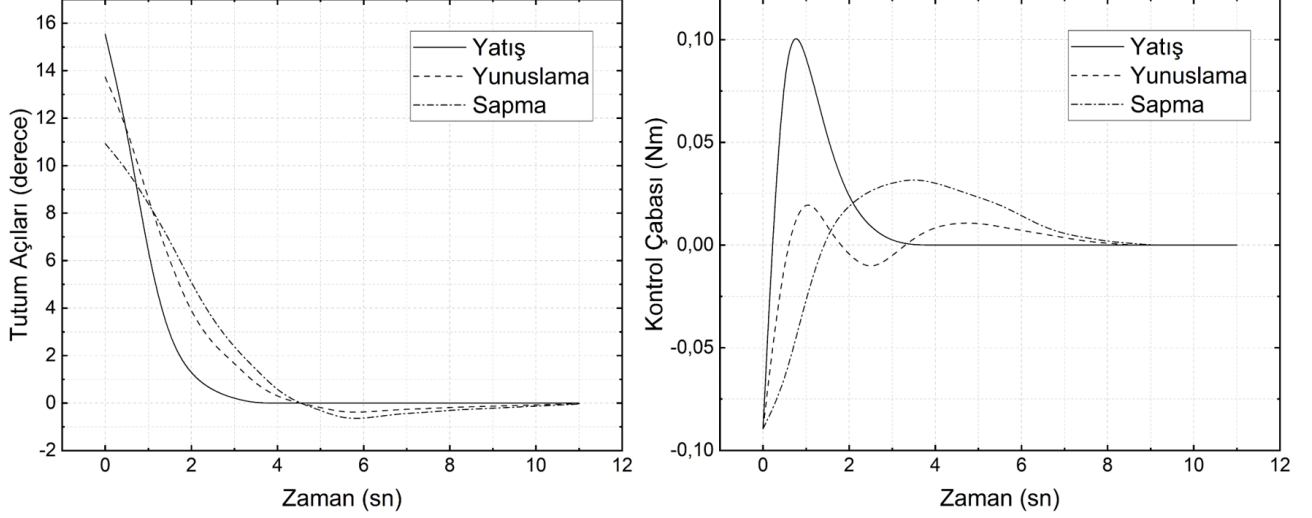 16
14
12
10
8
6
4
2
0
-2
Tutum Açıları (derece)
Yatış
Yunuslama
Sapma
0 2 4 6 8 10 12
Zaman (sn)
0,10
0,05
0,00
-0,05
-0,10
Kontrol Çabası (Nm)
Yatış
Yunuslama
Sapma
0 2 4 6 8 10 12
Zaman (sn)